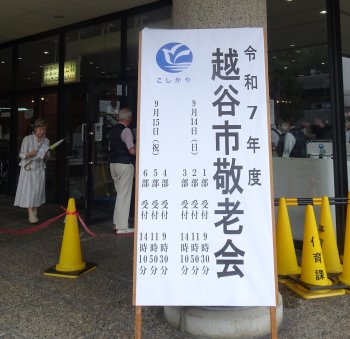 令和7年度
越谷市敬老会
こしがや
9月14日(日)
1部 受付 9時30分
2部 受付 11時50分
3部 受付 14時10分
9月15日(祝)
4部 受付 9時30分
5部 受付 11時50分
6部 受付 14時10分
体育課